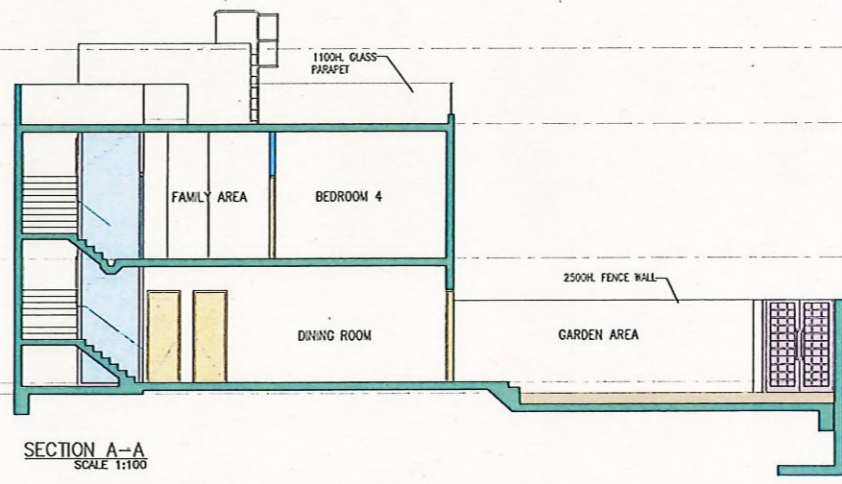 1100H. GLASS
PARAPET
FAMILY AREA
BEDROOM 4
2500H. FENCE WALL
DINING ROOM
GARDEN AREA
SECTION A-A
SCALE 1:100